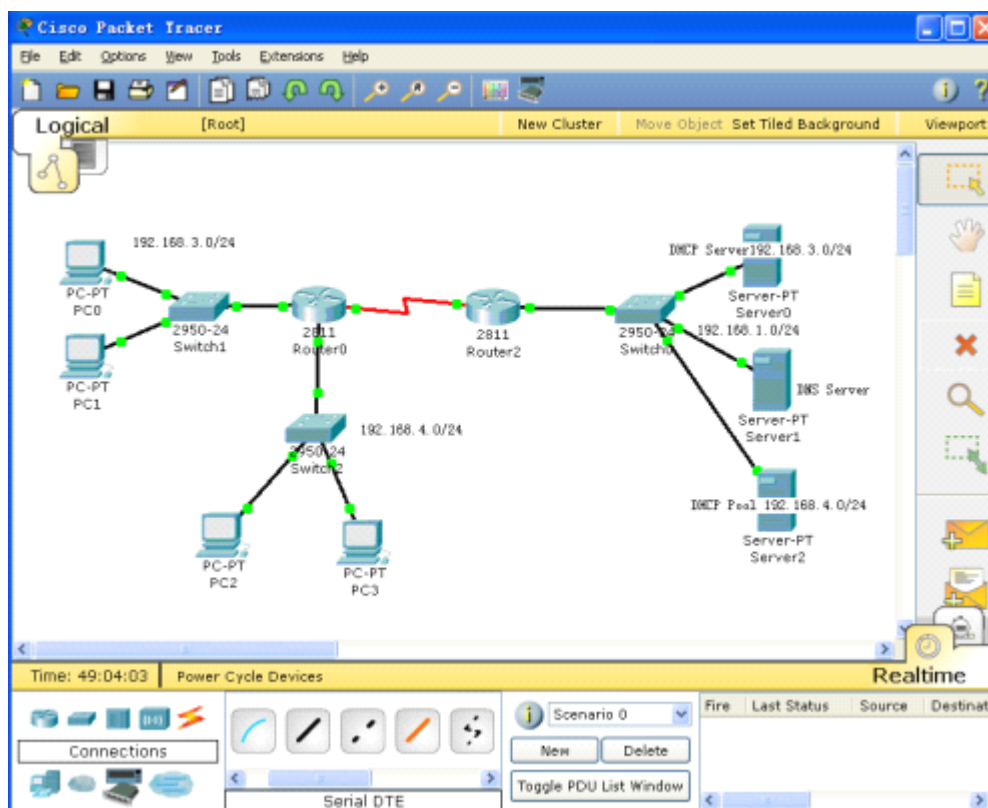 Cisco Packet Tracer
File Edit Options View Tools Extensions Help
Logical [Root] New Cluster Move Object Set Tiled Background Viewport
192.168.3.0/24
PC-PT
PC0
PC-PT
PC1
2950-24
Switch1
2811
Router0
2811
Router2
2950-24
Switch0
DHCP Server192.168.3.0/24
Server-PT
Server0
192.168.1.0/24
DNS Server
Server-PT
Server1
2950-24
Switch2
192.168.4.0/24
DHCP Pool 192.168.4.0/24
Server-PT
Server2
PC-PT
PC2
PC-PT
PC3
Time: 49:04:03 Power Cycle Devices Realtime
Connections
Serial DTE
Scenario 0
New Delete
Toggle PDU List Window
Fire Last Status Source Destinat